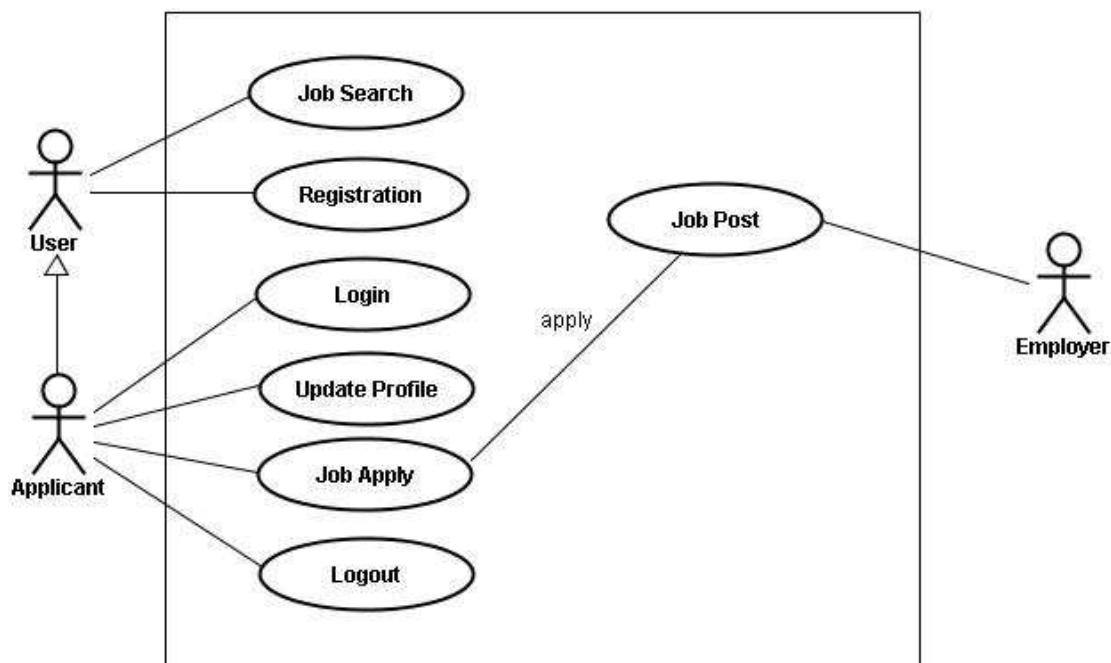 Job Search
Registration
User
Job Post
Login
apply
Employer
Update Profile
Job Apply
Applicant
Logout